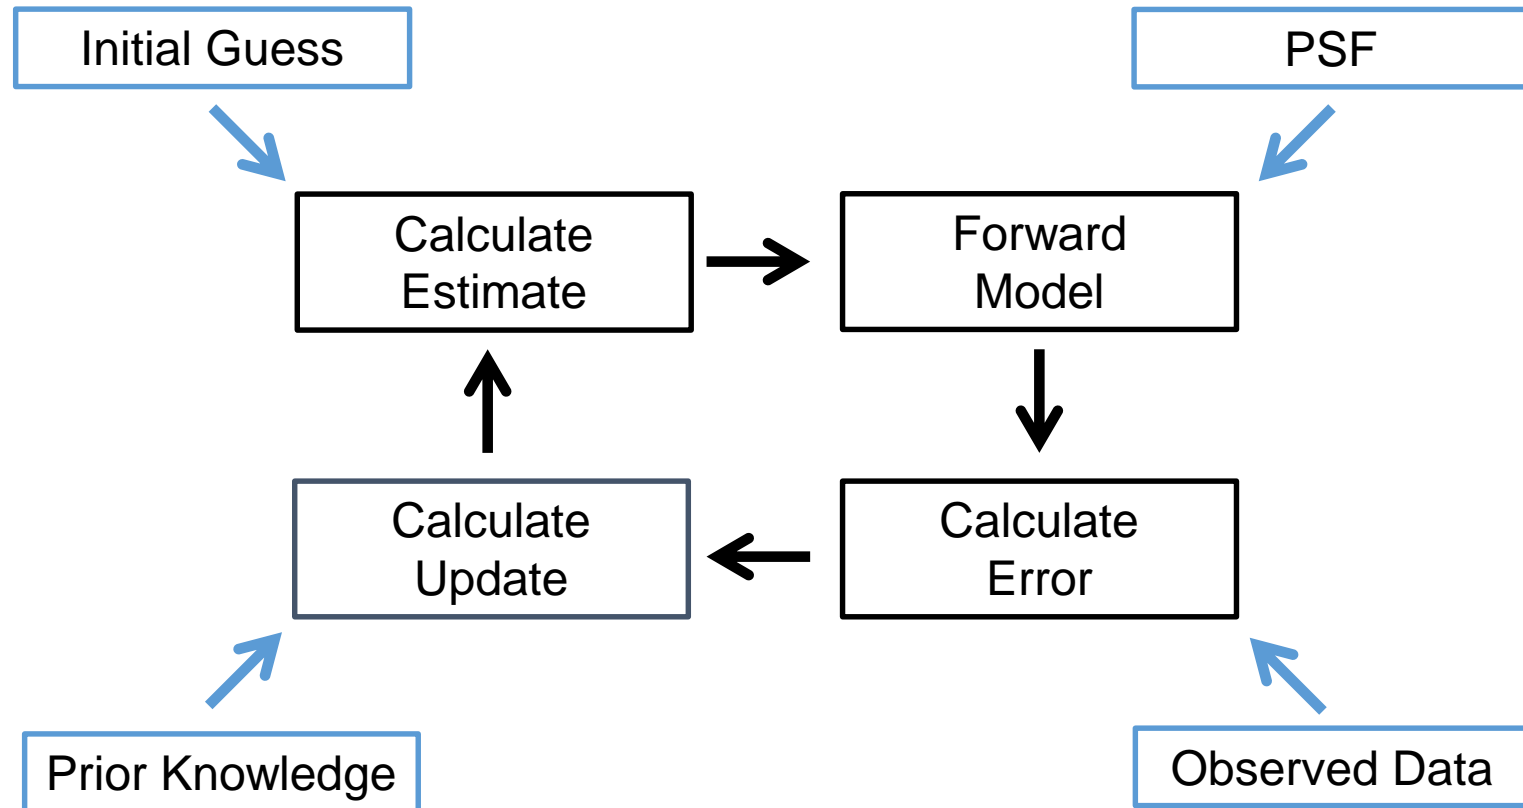 Initial Guess
PSF
Calculate
Estimate
Forward
Model
Calculate
Update
Calculate
Error
Prior Knowledge
Observed Data